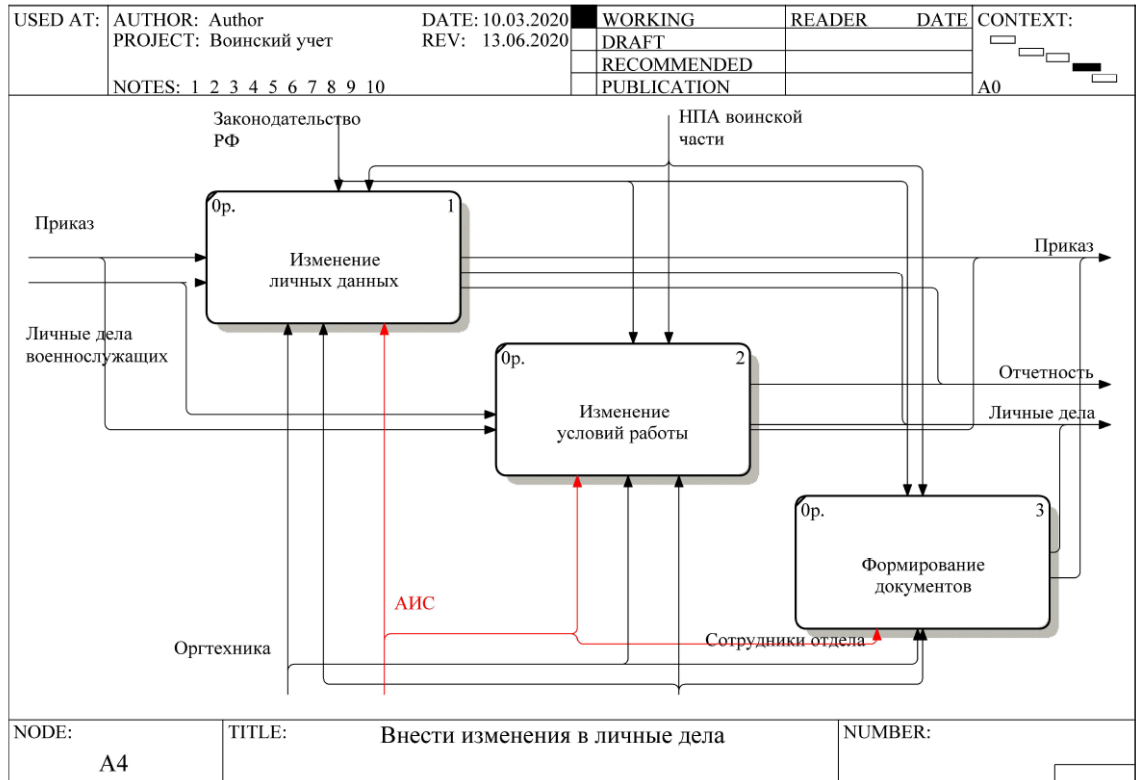 USED AT:
AUTHOR: Author
DATE: 10.03.2020
PROJECT: Воинский учет
REV: 13.06.2020
NOTES: 1 2 3 4 5 6 7 8 9 10
WORKING
DRAFT
RECOMMENDED
PUBLICATION
READER
DATE
CONTEXT:
A0
Законодательство
РФ
НПА воинской
части
Приказ
0р.
1
Изменение
личных данных
Приказ
Личные дела
военнослужащих
0р.
2
Изменение
условий работы
Отчетность
Личные дела
0р.
3
Формирование
документов
АИС
Оргтехника
Сотрудники отдела
NODE:
A4
TITLE:
Внести изменения в личные дела
NUMBER: